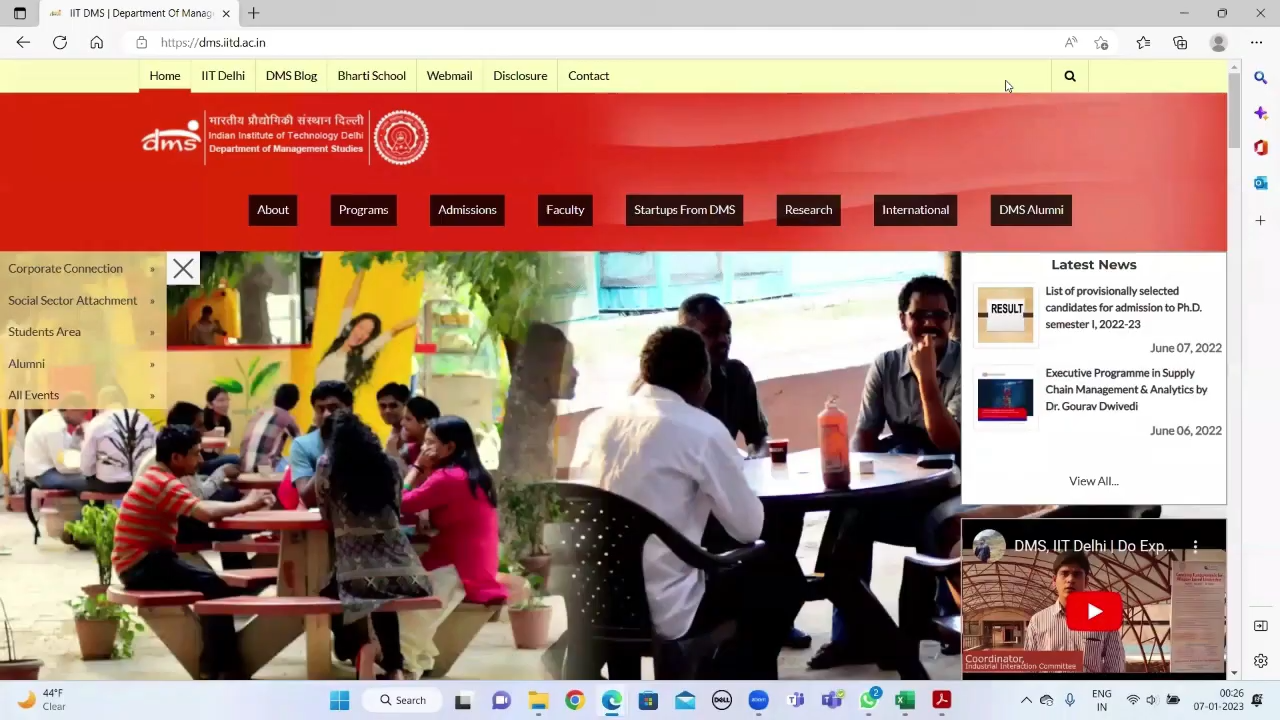 IIT DMS | Department Of Manag
https://dms.iitd.ac.in
Home IIT Delhi DMS Blog Bharti School Webmail Disclosure Contact
dms
भारतीय प्रौद्योगिकी संस्थान दिल्ली
Indian Institute of Technology Delhi
Department of Management Studies
About Programs Admissions Faculty Startups From DMS Research International DMS Alumni
Corporate Connection »
Social Sector Attachment »
Students Area »
Alumni »
All Events »
Latest News
RESULT
List of provisionally selected
candidates for admission to Ph.D.
semester I, 2022-23
June 07, 2022
Executive Programme in Supply
Chain Management & Analytics by
Dr. Gourav Dwivedi
June 06, 2022
View All...
DMS, IIT Delhi | Do Exp...
Coordinator,
Industrial Interaction Committee
44°F
Clear
Search
DELL
2
ENG
IN
00:26
07-01-2023